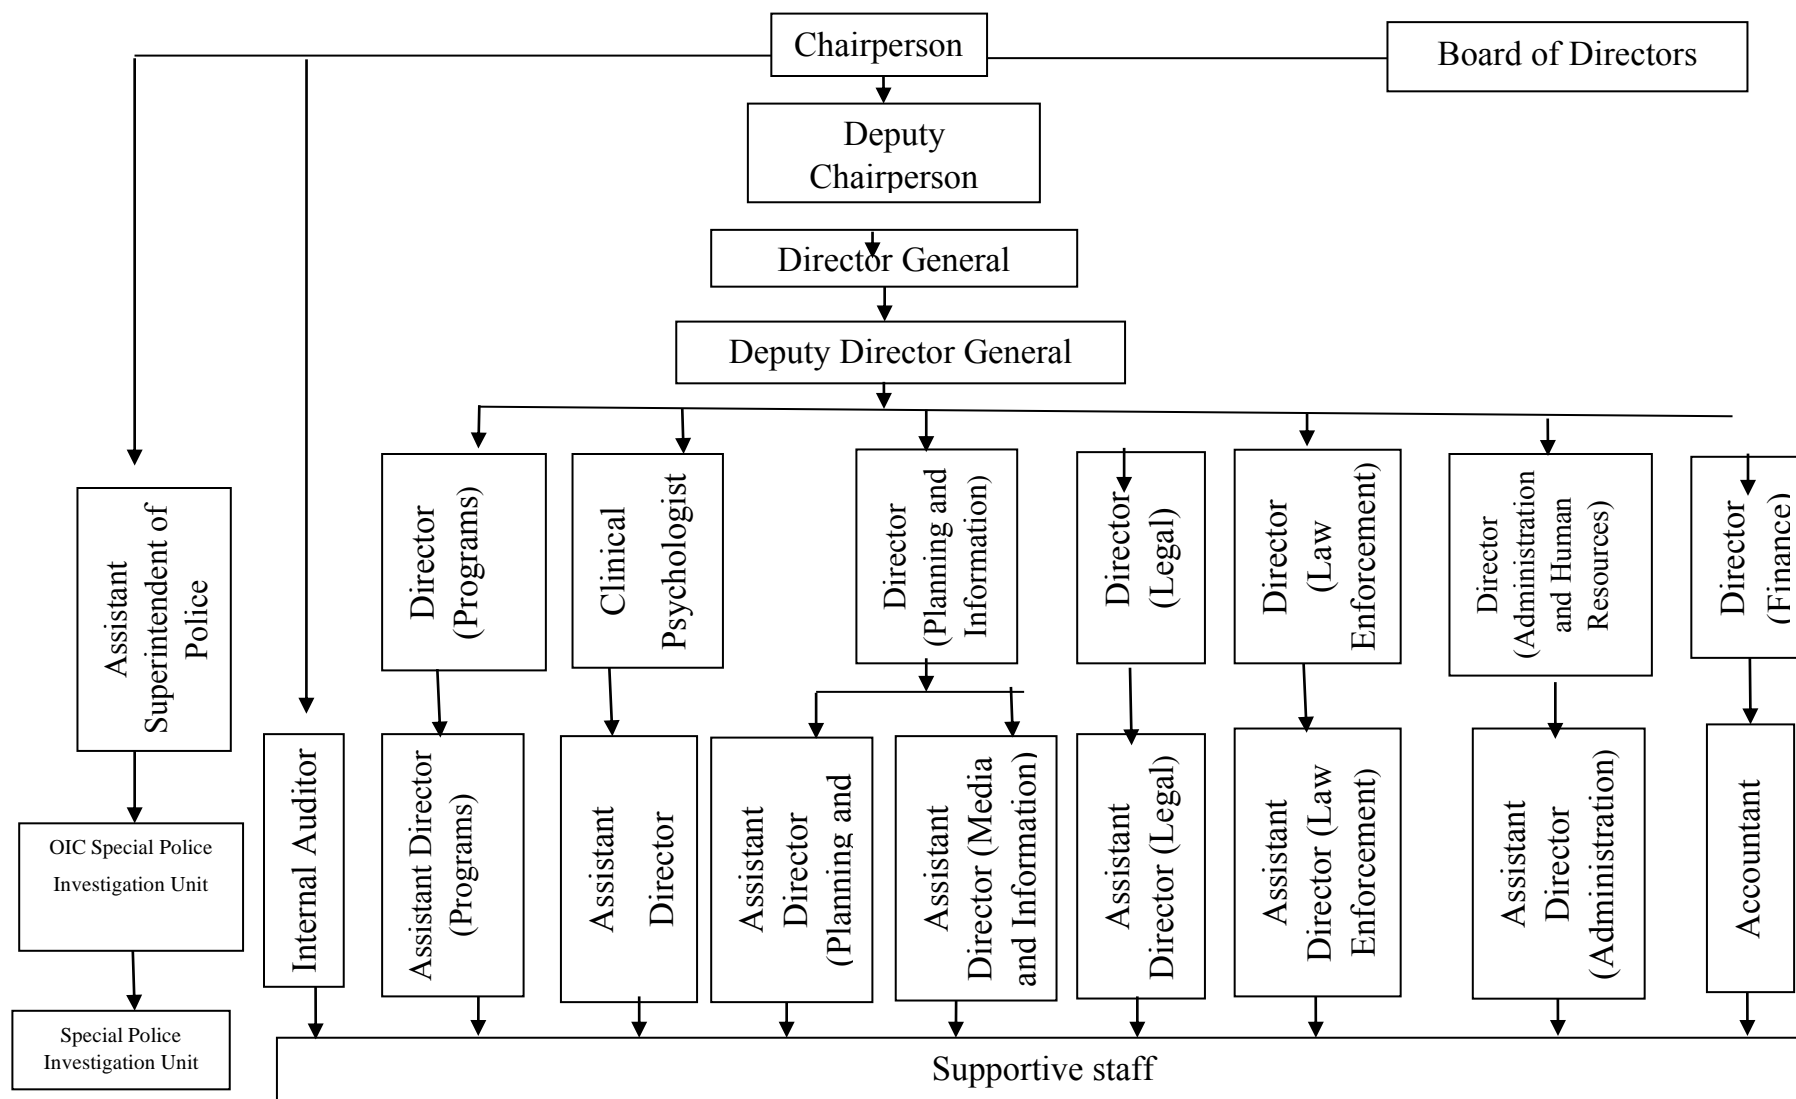 Chairperson
Board of Directors
Deputy
Chairperson
Director General
Deputy Director General
Assistant
Superintendent of
Police
Director
(Programs)
Clinical
Psychologist
Director
(Planning and
Information)
Director
(Legal)
Director
(Law
Enforcement)
Director
(Administration
and Human
Resources)
Director
(Finance)
OIC Special Police
Investigation Unit
Internal Auditor
Assistant Director
(Programs)
Assistant
Director
Assistant
Director
(Planning and
Assistant
Director (Media
and Information)
Assistant
Director (Legal)
Assistant
Director (Law
Enforcement)
Assistant
Director
(Administration)
Accountant
Special Police
Investigation Unit
Supportive staff